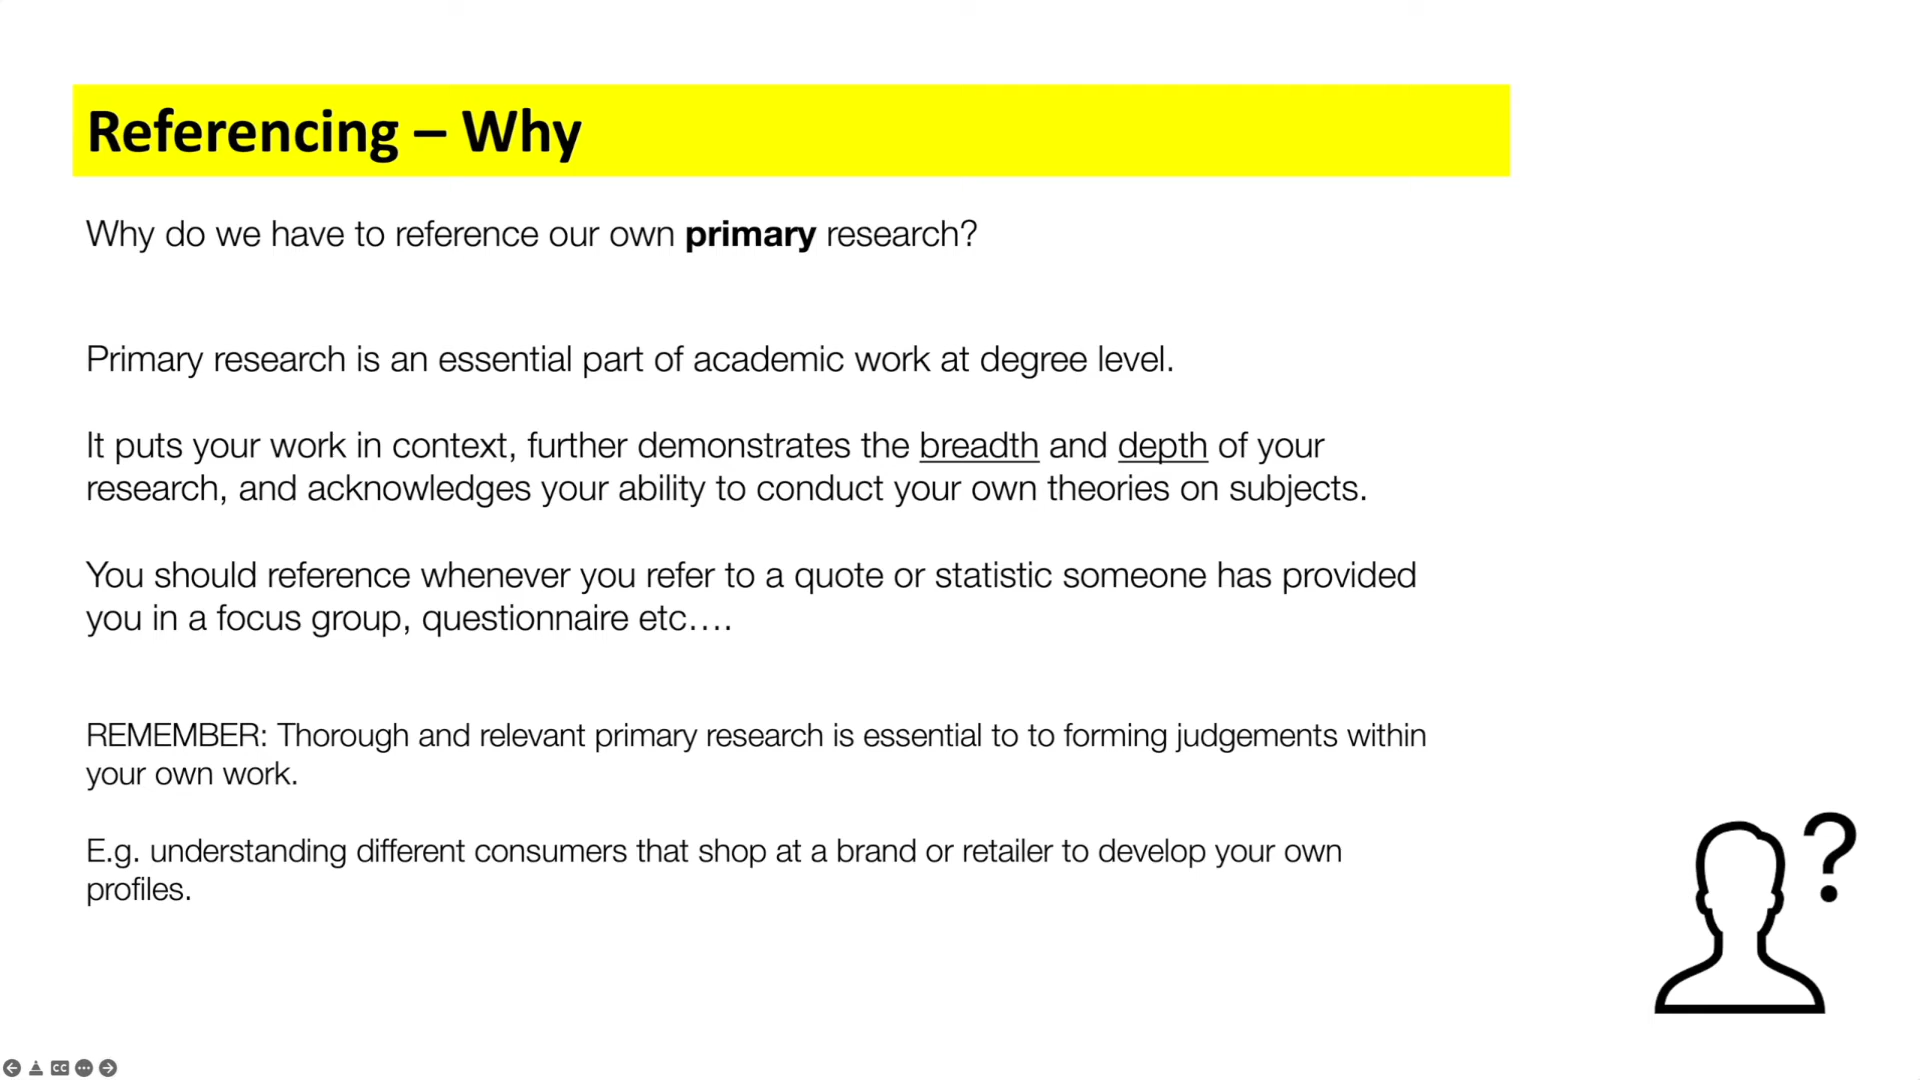 Referencing – Why
Why do we have to reference our own primary research?
Primary research is an essential part of academic work at degree level.
It puts your work in context, further demonstrates the breadth and depth of your
research, and acknowledges your ability to conduct your own theories on subjects.
You should reference whenever you refer to a quote or statistic someone has provided
you in a focus group, questionnaire etc....
REMEMBER: Thorough and relevant primary research is essential to to forming judgements within
your own work.
E.g. understanding different consumers that shop at a brand or retailer to develop your own
profiles.
?
CC